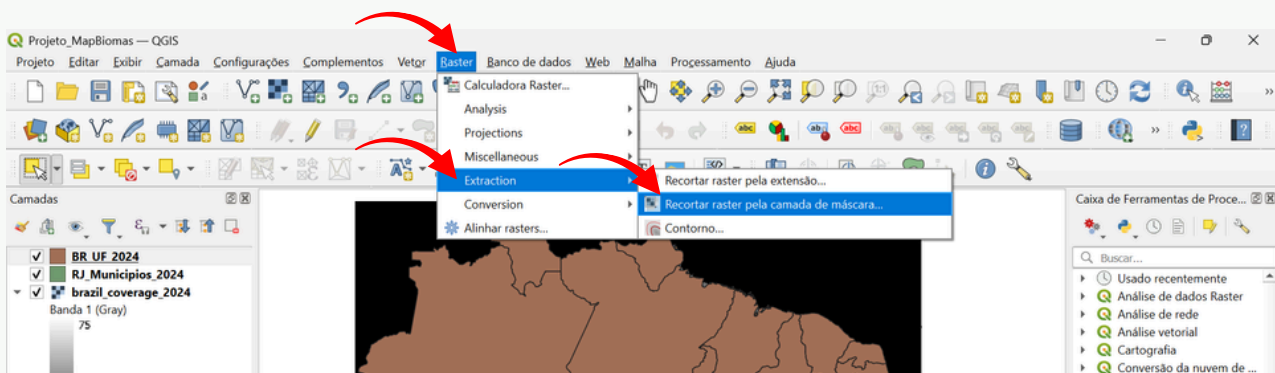 Projeto_MapBiomas — QGIS
Projeto Editar Exibir Camada Configurações Complementos Vetor Raster Banco de dados Web Malha Processamento Ajuda
Calculadora Raster...
Analysis
Projections
Miscellaneous
Extraction
Conversion
Alinhar rasters...
Recortar raster pela extensão...
Recortar raster pela camada de máscara...
Contorno...
Camadas
BR_UF_2024
RJ_Municipios_2024
brazil_coverage_2024
Banda 1 (Gray)
75
Caixa de Ferramentas de Proce...
Buscar...
Usado recentemente
Análise de dados Raster
Análise de rede
Análise vetorial
Cartografia
Conversão da nuvem de ...